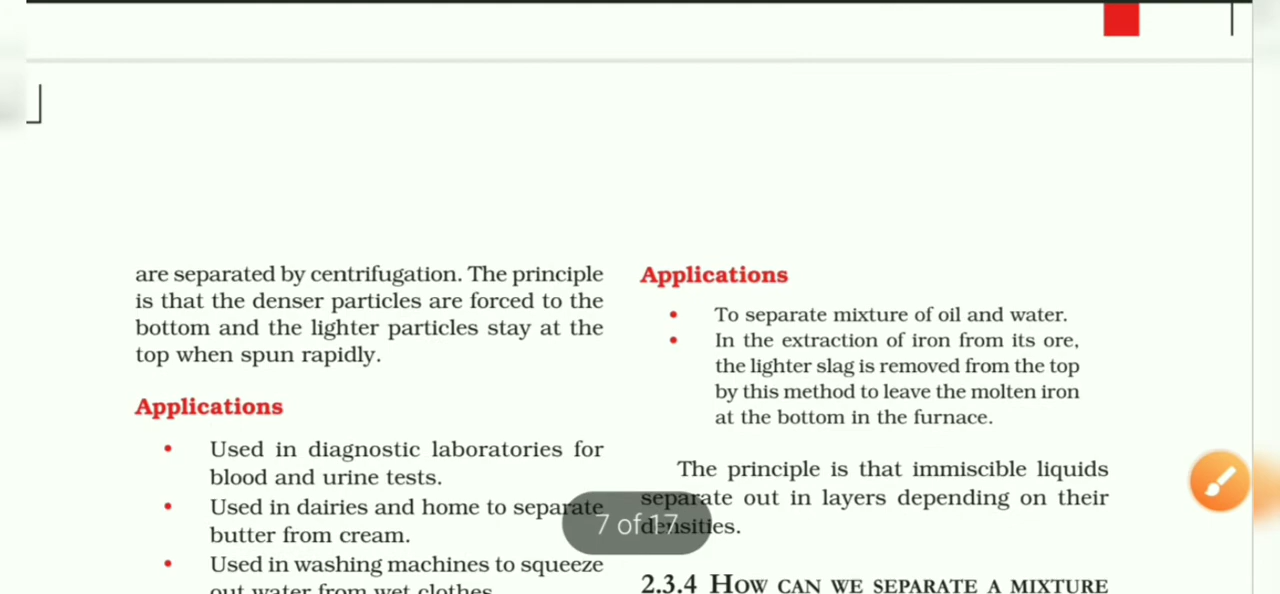 are separated by centrifugation. The principle
is that the denser particles are forced to the
bottom and the lighter particles stay at the
top when spun rapidly.
Applications
• Used in diagnostic laboratories for
blood and urine tests.
• Used in dairies and home to separate
butter from cream.
• Used in washing machines to squeeze
out water from wet clothes.
Applications
• To separate mixture of oil and water.
• In the extraction of iron from its ore,
the lighter slag is removed from the top
by this method to leave the molten iron
at the bottom in the furnace.
The principle is that immiscible liquids
separate out in layers depending on their
densities.
2.3.4 HOW CAN WE SEPARATE A MIXTURE
7 of 17